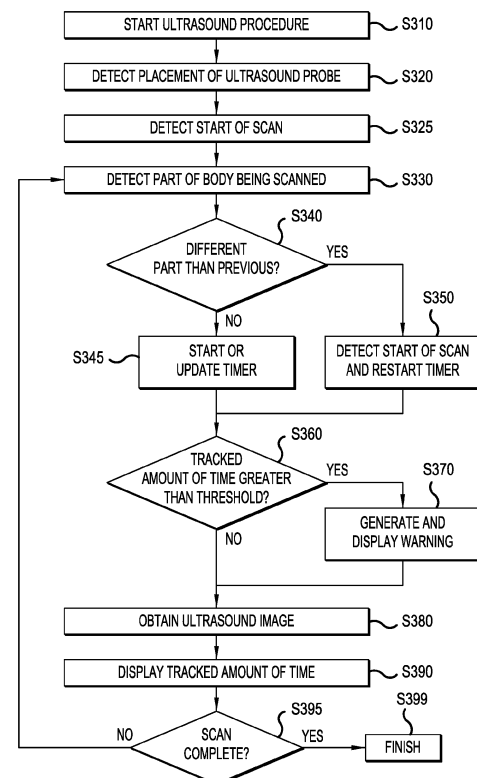 START ULTRASOUND PROCEDURE
S310
DETECT PLACEMENT OF ULTRASOUND PROBE
S320
DETECT START OF SCAN
S325
DETECT PART OF BODY BEING SCANNED
S330
S340
DIFFERENT
PART THAN PREVIOUS?
YES
NO
S350
S345
START OR
UPDATE TIMER
DETECT START OF SCAN
AND RESTART TIMER
S360
TRACKED
AMOUNT OF TIME GREATER
THAN THRESHOLD?
YES
NO
S370
GENERATE AND
DISPLAY WARNING
OBTAIN ULTRASOUND IMAGE
S380
DISPLAY TRACKED AMOUNT OF TIME
S390
S395
NO
SCAN
COMPLETE?
YES
S399
FINISH